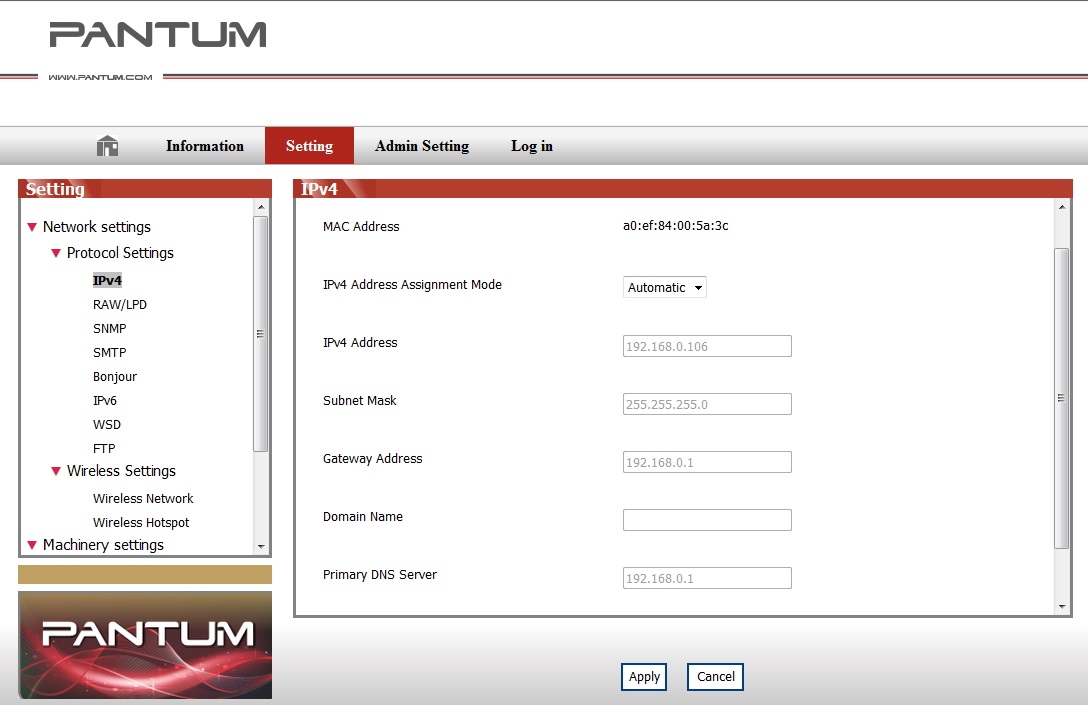 PANTUM
WWW.PANTUM.COM
Information Setting Admin Setting Log in
Setting
Network settings
Protocol Settings
IPv4
RAW/LPD
SNMP
SMTP
Bonjour
IPv6
WSD
FTP
Wireless Settings
Wireless Network
Wireless Hotspot
Machinery settings
PANTUM
IPv4
MAC Address a0:ef:84:00:5a:3c
IPv4 Address Assignment Mode Automatic
IPv4 Address 192.168.0.106
Subnet Mask 255.255.255.0
Gateway Address 192.168.0.1
Domain Name
Primary DNS Server 192.168.0.1
Apply Cancel